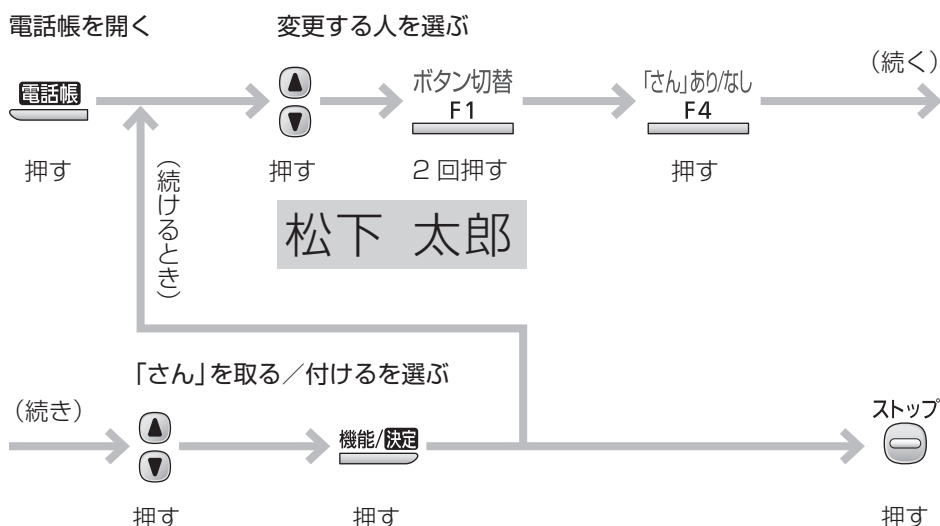 電話帳を開く
変更する人を選ぶ
電話帳
押す
▲
▼
押す
ボタン切替
F1
2回押す
「さん」あり/なし
F4
押す
(続く)
(続けるとき)
松下 太郎
「さん」を取る/付けるを選ぶ
(続き)
▲
▼
押す
機能/決定
押す
ストップ
押す